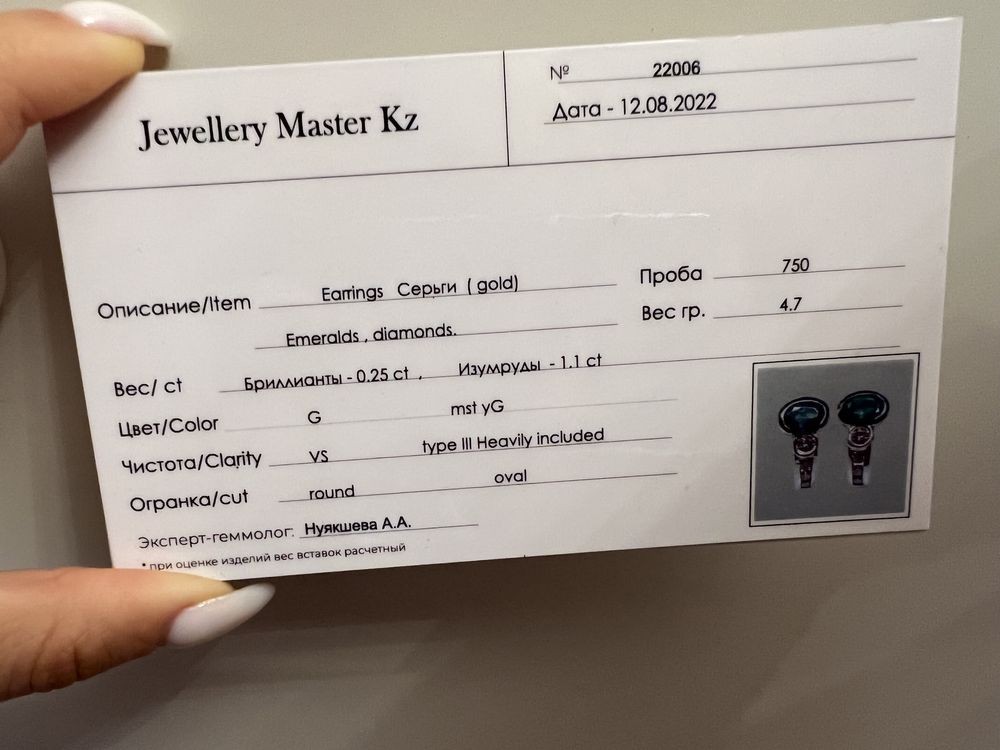 Jewellery Master Kz
№ 22006
Дата - 12.08.2022
Описание/Item Earrings Серьги ( gold)
Emeralds , diamonds.
Проба 750
Вес гр. 4.7
Вес/ ct Бриллианты - 0.25 ct , Изумруды - 1.1 ct
Цвет/Color G mst yG
Чистота/Clarity VS type III Heavily included
Огранка/cut round oval
Эксперт-геммолог: Нуякшева А.А.
* при оценке изделий вес вставок расчетный